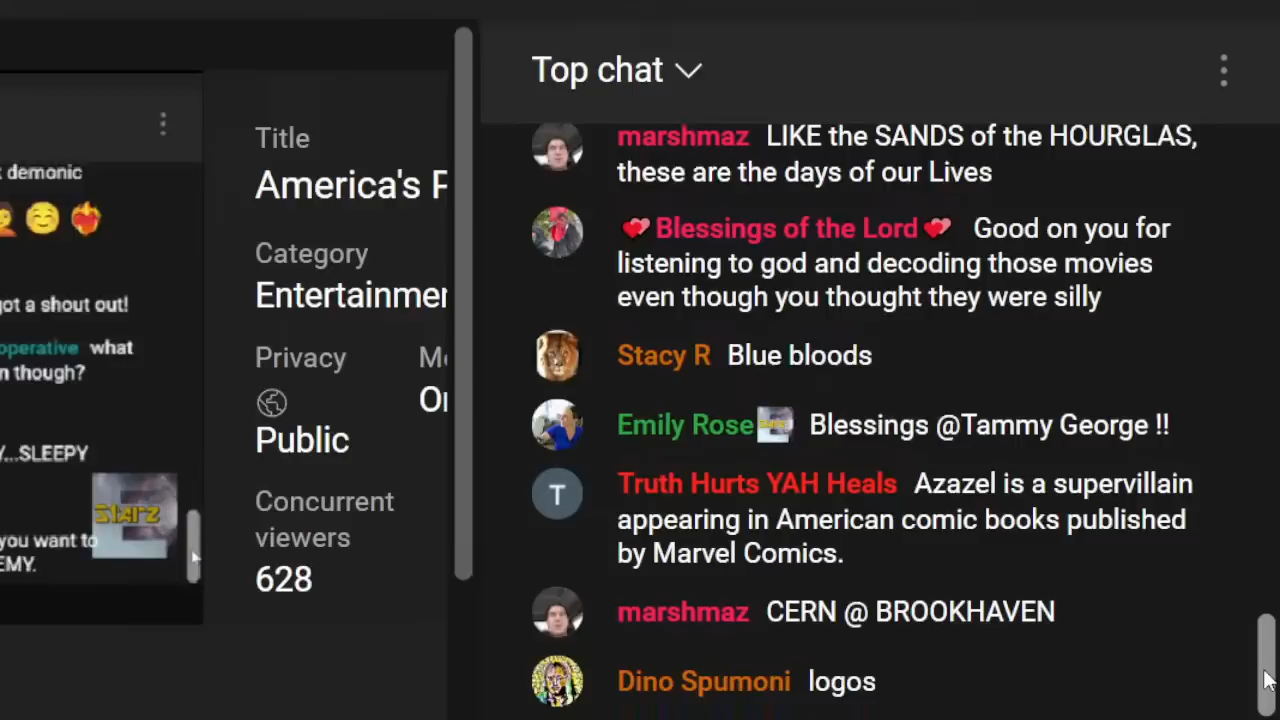 Top chat
marshmaz LIKE the SANDS of the HOURGLAS,
these are the days of our Lives
Blessings of the Lord Good on you for
listening to god and decoding those movies
even though you thought they were silly
Stacy R Blue bloods
Emily Rose Blessings @Tammy George !!
T
Truth Hurts YAH Heals Azazel is a supervillain
appearing in American comic books published
by Marvel Comics.
marshmaz CERN @ BROOKHAVEN
Dino Spumoni logos
Title
America's
Category
Entertainmen
Privacy
Public
Concurrent
viewers
628
demonic
got a shout out!
operative what
n though?
Y...SLEEPY
STARZ
you want to
EMY.